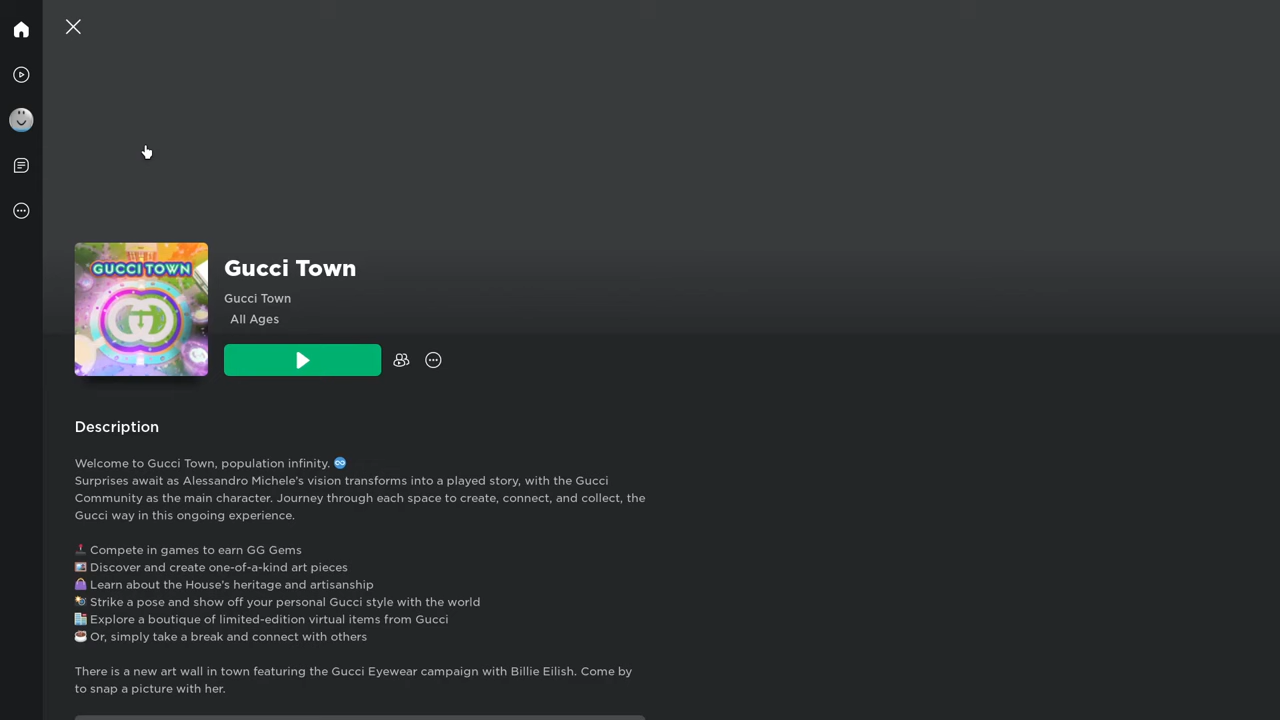 GUCCI TOWN
Gucci Town
Gucci Town
All Ages
Description
Welcome to Gucci Town, population infinity. ♾️
Surprises await as Alessandro Michele's vision transforms into a played story, with the Gucci
Community as the main character. Journey through each space to create, connect, and collect, the
Gucci way in this ongoing experience.
🕹️ Compete in games to earn GG Gems
🖼️ Discover and create one-of-a-kind art pieces
👜 Learn about the House's heritage and artisanship
📸 Strike a pose and show off your personal Gucci style with the world
🏬 Explore a boutique of limited-edition virtual items from Gucci
☕ Or, simply take a break and connect with others
There is a new art wall in town featuring the Gucci Eyewear campaign with Billie Eilish. Come by
to snap a picture with her.